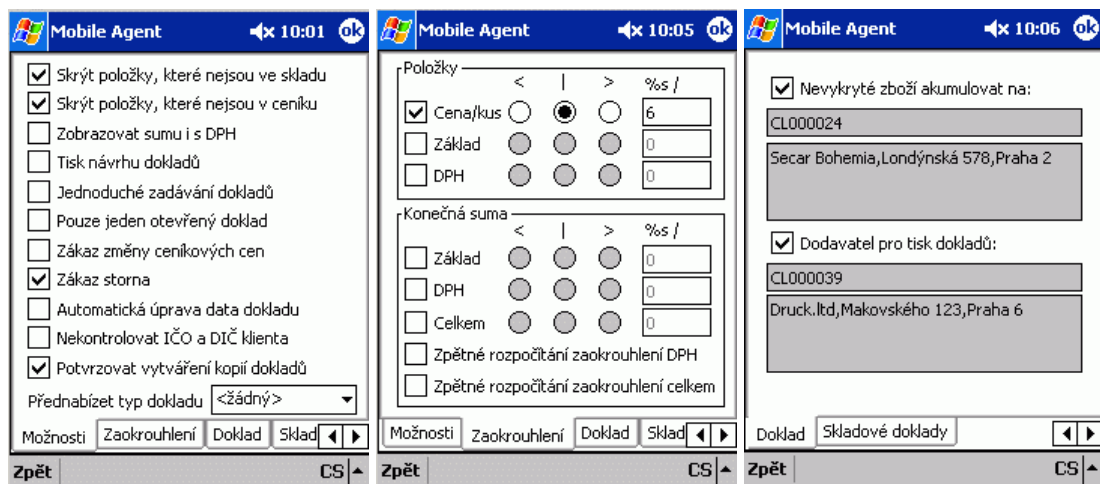 Mobile Agent 10:01 ok
Skrýt položky, které nejsou ve skladu
Skrýt položky, které nejsou v ceníku
Zobrazovat sumu i s DPH
Tisk návrhu dokladů
Jednoduché zadávání dokladů
Pouze jeden otevřený doklad
Zákaz změny ceníkových cen
Zákaz storna
Automatická úprava data dokladu
Nekontrolovat IČO a DIČ klienta
Potvrzovat vytváření kopií dokladů
Přednabízet typ dokladu <žádný>
Možnosti Zaokrouhlení Doklad Sklad
Zpět CS
Mobile Agent 10:05 ok
Položky
< | > %s /
Cena/kus 6
Základ 0
DPH 0
Konečná suma
< | > %s /
Základ 0
DPH 0
Celkem 0
Zpětné rozpočítání zaokrouhlení DPH
Zpětné rozpočítání zaokrouhlení celkem
Možnosti Zaokrouhlení Doklad Sklad
Zpět CS
Mobile Agent 10:06 ok
Nevykryté zboží akumulovat na:
CL000024
Secar Bohemia,Londýnská 578,Praha 2
Dodavatel pro tisk dokladů:
CL000039
Druck.ltd,Makovského 123,Praha 6
Doklad Skladové doklady
Zpět CS